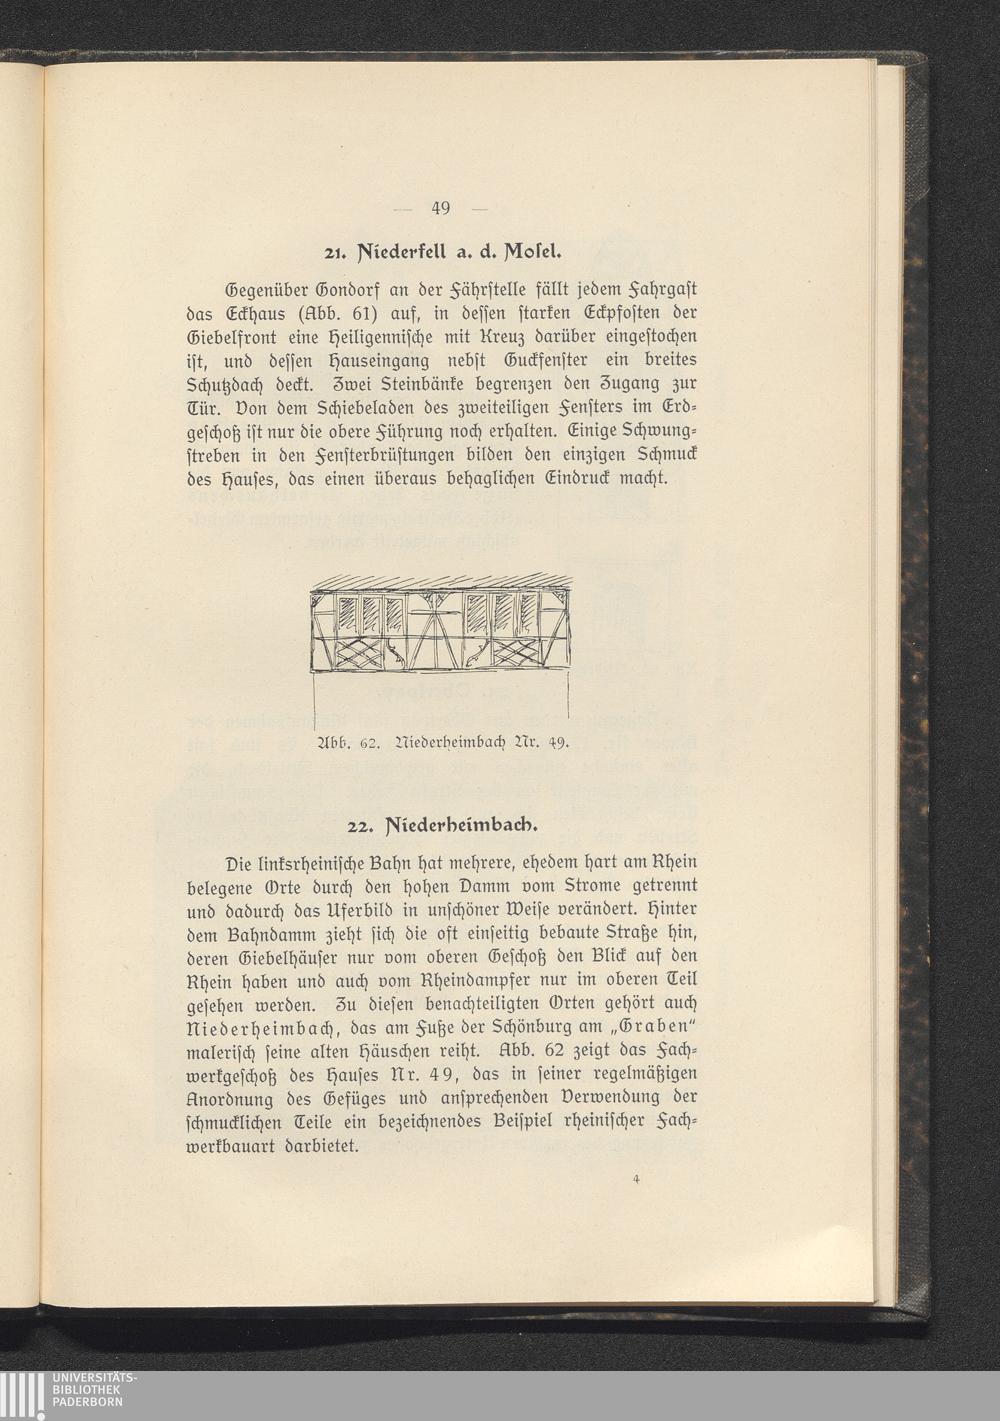 — 49 —
21. Niederfell a. d. Mosel.
Gegenüber Gondorf an der Fährstelle fällt jedem Fahrgast
das Eckhaus (Abb. 61) auf, in dessen starken Eckpfosten der
Giebelfront eine Heiligennische mit Kreuz darüber eingestochen
ist, und dessen Hauseingang nebst Guckfenster ein breites
Schutzdach deckt. Zwei Steinbänke begrenzen den Zugang zur
Tür. Von dem Schiebeladen des zweiteiligen Fensters im Erd-
geschoß ist nur die obere Führung noch erhalten. Einige Schwung-
streben in den Fensterbrüstungen bilden den einzigen Schmuck
des Hauses, das einen überaus behaglichen Eindruck macht.
Abb. 62. Niederheimbach Nr. 49.
22. Niederheimbach.
Die linksrheinische Bahn hat mehrere, ehedem hart am Rhein
belegene Orte durch den hohen Damm vom Strome getrennt
und dadurch das Uferbild in unschöner Weise verändert. Hinter
dem Bahndamm zieht sich die oft einseitig bebaute Straße hin,
deren Giebelhäuser nur vom oberen Geschoß den Blick auf den
Rhein haben und auch vom Rheindampfer nur im oberen Teil
gesehen werden. Zu diesen benachteiligten Orten gehört auch
Niederheimbach, das am Fuße der Schönburg am „Graben“
malerisch seine alten Häuschen reiht. Abb. 62 zeigt das Fach-
werkgeschoß des Hauses Nr. 49, das in seiner regelmäßigen
Anordnung des Gefüges und ansprechenden Verwendung der
schmucklichen Teile ein bezeichnendes Beispiel rheinischer Fach-
werkbauart darbietet.
4
UNIVERSITÄTS-
BIBLIOTHEK
PADERBORN